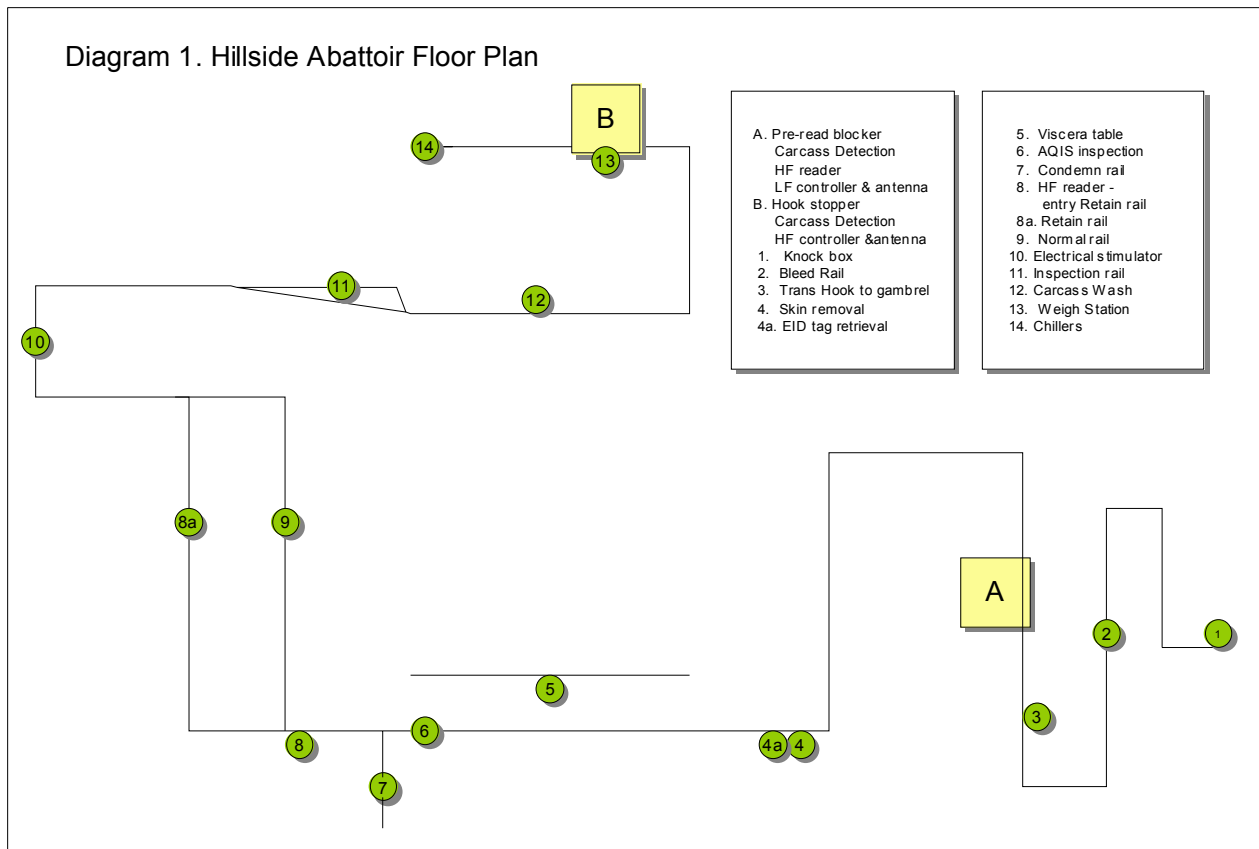 Diagram 1. Hillside Abattoir Floor Plan
A. Pre-read blocker
Carcass Detection
HF reader
LF controller & antenna
B. Hook stopper
Carcass Detection
HF controller &antenna
1. Knock box
2. Bleed Rail
3. Trans Hook to gambrel
4. Skin removal
4a. EID tag retrieval
5. Viscera table
6. AQIS inspection
7. Condemn rail
8. HF reader -
entry Retain rail
8a. Retain rail
9. Normal rail
10. Electrical stimulator
11. Inspection rail
12. Carcass Wash
13. Weigh Station
14. Chillers
B
14
13
11
12
10
8a
9
A
2
1
5
3
6
8
4a
4
7